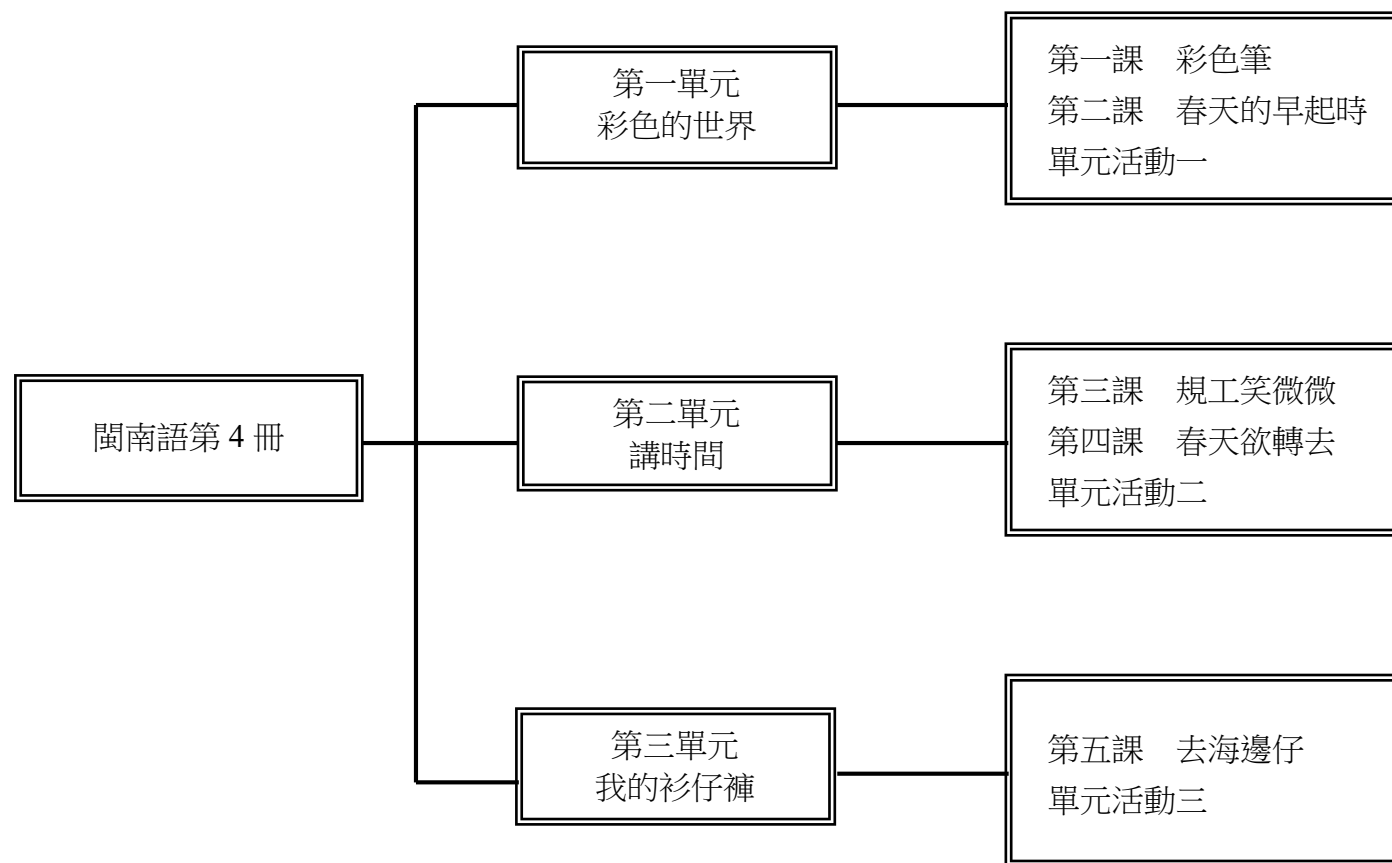 閩南語第 4 冊
第一單元
彩色的世界
第一課　彩色筆
第二課　春天的早起時
單元活動一
第二單元
講時間
第三課　規工笑微微
第四課　春天欲轉去
單元活動二
第三單元
我的衫仔褲
第五課　去海邊仔
單元活動三